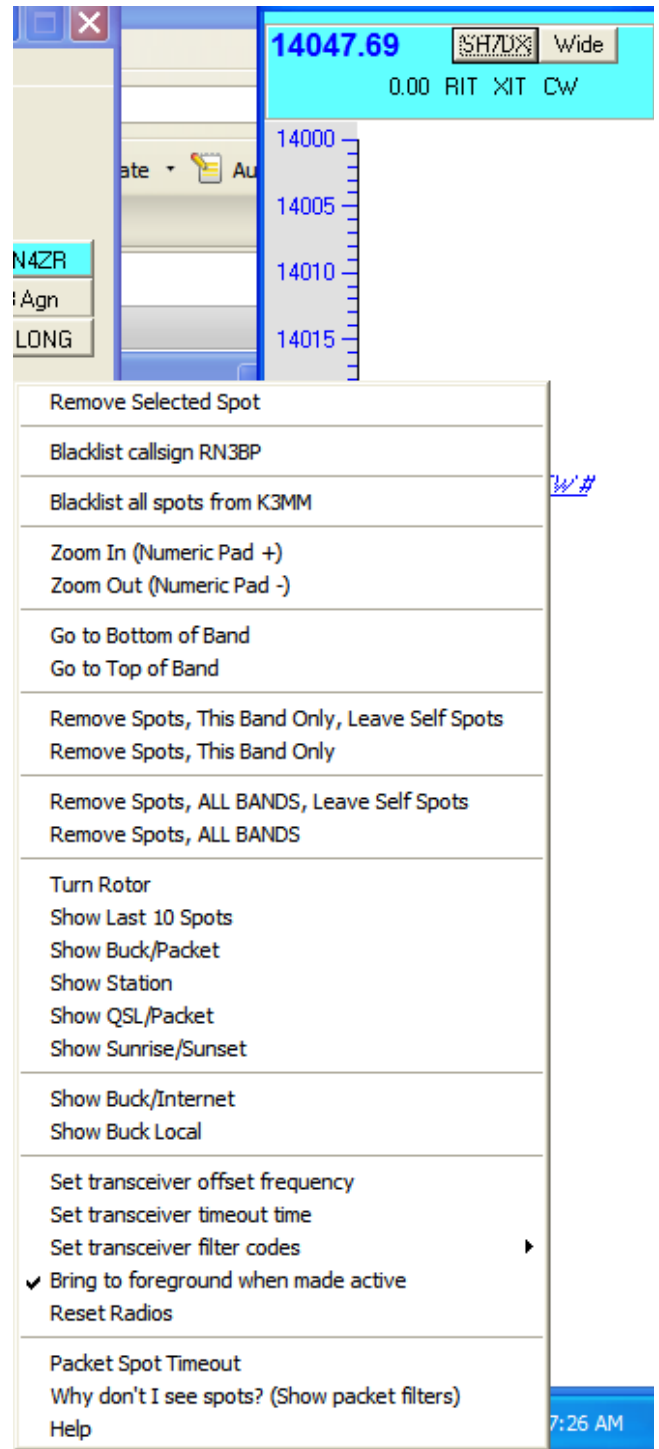 14047.69 SH/DX Wide
0.00 RIT XIT CW
14000
ate Au
14005
N4ZR
14010
Agn
LONG
14015
Remove Selected Spot
Blacklist callsign RN3BP
Blacklist all spots from K3MM
W'#
Zoom In (Numeric Pad +)
Zoom Out (Numeric Pad -)
Go to Bottom of Band
Go to Top of Band
Remove Spots, This Band Only, Leave Self Spots
Remove Spots, This Band Only
Remove Spots, ALL BANDS, Leave Self Spots
Remove Spots, ALL BANDS
Turn Rotor
Show Last 10 Spots
Show Buck/Packet
Show Station
Show QSL/Packet
Show Sunrise/Sunset
Show Buck/Internet
Show Buck Local
Set transceiver offset frequency
Set transceiver timeout time
Set transceiver filter codes
Bring to foreground when made active
Reset Radios
Packet Spot Timeout
Why don't I see spots? (Show packet filters)
Help
7:26 AM